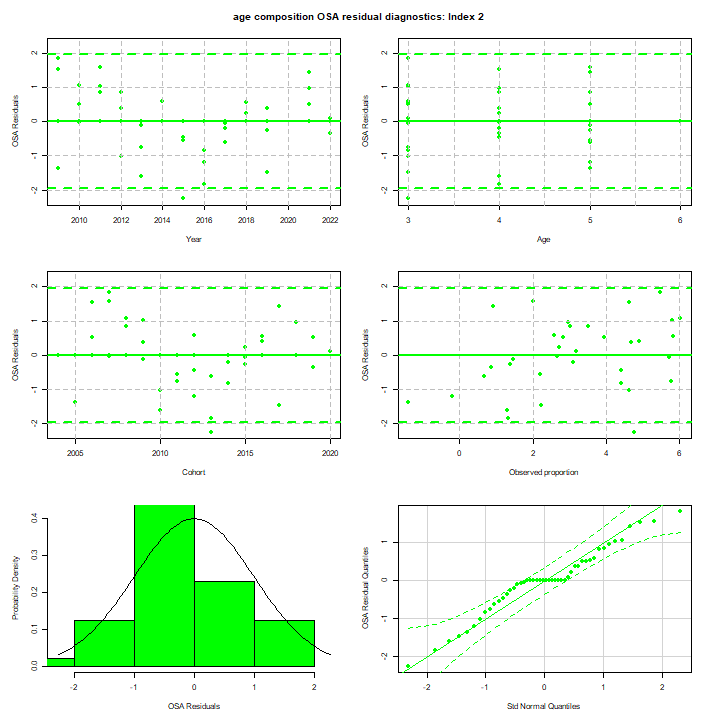 age composition OSA residual diagnostics: Index 2
OSA Residuals
2
1
0
-1
-2
2010 2012 2014 2016 2018 2020 2022
Year
OSA Residuals
2
1
0
-1
-2
3 4 5 6
Age
OSA Residuals
2
1
0
-1
-2
2005 2010 2015 2020
Cohort
OSA Residuals
2
1
0
-1
-2
0 2 4 6
Observed proportion
Probability Density
0.4
0.3
0.2
0.1
0.0
-2 -1 0 1 2
OSA Residuals
OSA Residual Quantiles
1
0
-1
-2
-2 -1 0 1 2
Std Normal Quantiles